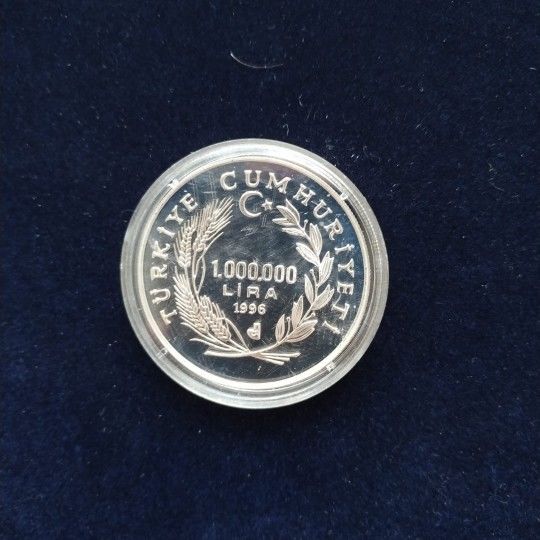 TÜRKİYE CUMHURİYETİ
1.000.000
LİRA
1996